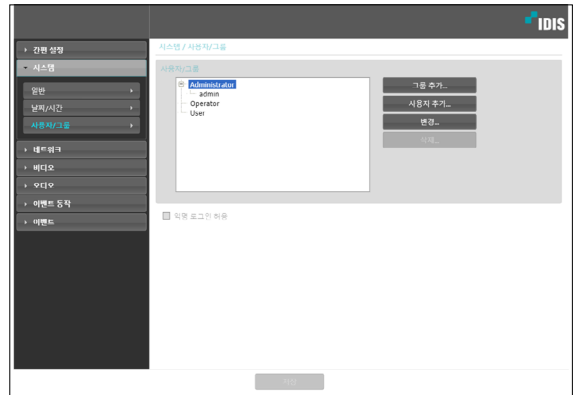 IDIS
간편 설정
시스템
일반
날짜/시간
사용자/그룹
네트워크
비디오
오디오
이벤트 동작
이벤트
시스템 / 사용자/그룹
사용자/그룹
Administrator
admin
Operator
User
그룹 추가...
사용자 추가...
변경...
삭제...
익명 로그인 허용
저장